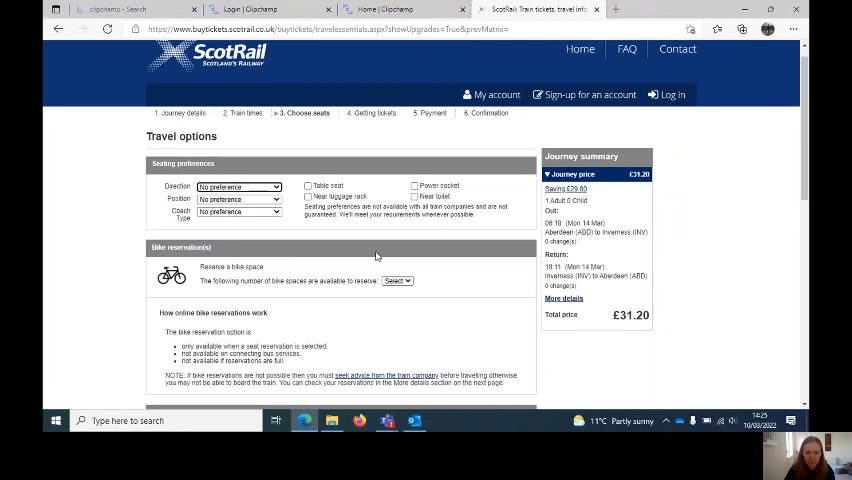 clipchamp - Search
Login | Clipchamp
Home | Clipchamp
ScotRail: Train tickets, travel info
https://www.buytickets.scotrail.co.uk/buytickets/travelessentials.aspx?showUpgrades=True&prevMatrix=
ScotRail
SCOTLAND'S RAILWAY
Home FAQ Contact
My account Sign-up for an account Log in
1. Journey details 2. Train times 3. Choose seats 4. Getting tickets 5. Payment 6. Confirmation
Travel options
Seating preferences
Direction No preference Table seat Power socket
Position No preference Near luggage rack Near toilet
Coach Type No preference
Seating preferences are not available with all train companies and are not
guaranteed. We'll meet your requirements whenever possible.
Bike reservation(s)
Reserve a bike space
The following number of bike spaces are available to reserve: Select
How online bike reservations work
The bike reservation option is:
only available when a seat reservation is selected.
not available on connecting bus services.
not available if reservations are full.
NOTE: If bike reservations are not possible then you must seek advice from the train company before travelling otherwise
you may not be able to board the train. You can check your reservations in the More details section on the next page.
Journey summary
Journey price £31.20
Saving £29.80
1 Adult 0 Child
Out:
06:18 (Mon 14 Mar)
Aberdeen (ABD) to Inverness (INV)
0 change(s)
Return:
18:11 (Mon 14 Mar)
Inverness (INV) to Aberdeen (ABD)
0 change(s)
More details
Total price £31.20
Type here to search
11°C Partly sunny
14:25
10/03/2022